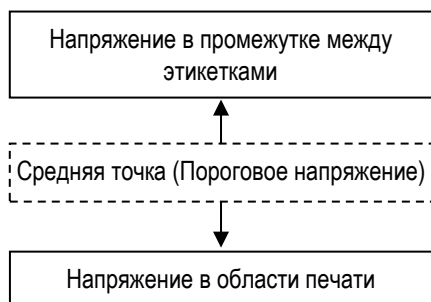 Напряжение в промежутке между
этикетками
Средняя точка (Пороговое напряжение)
Напряжение в области печати